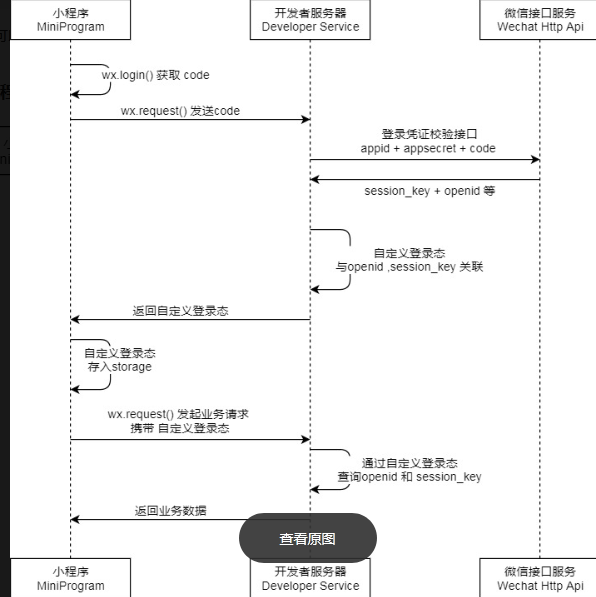 小程序
MiniProgram
开发者服务器
Developer Service
微信接口服务
Wechat Http Api
wx.login() 获取 code
wx.request() 发送code
登录凭证校验接口
appid + appsecret + code
session_key + openid 等
自定义登录态
与openid ,session_key 关联
返回自定义登录态
自定义登录态
存入storage
wx.request() 发起业务请求
携带 自定义登录态
通过自定义登录态
查询openid 和 session_key
返回业务数据
查看原图
小程序
MiniProgram
开发者服务器
Developer Service
微信接口服务
Wechat Http Api